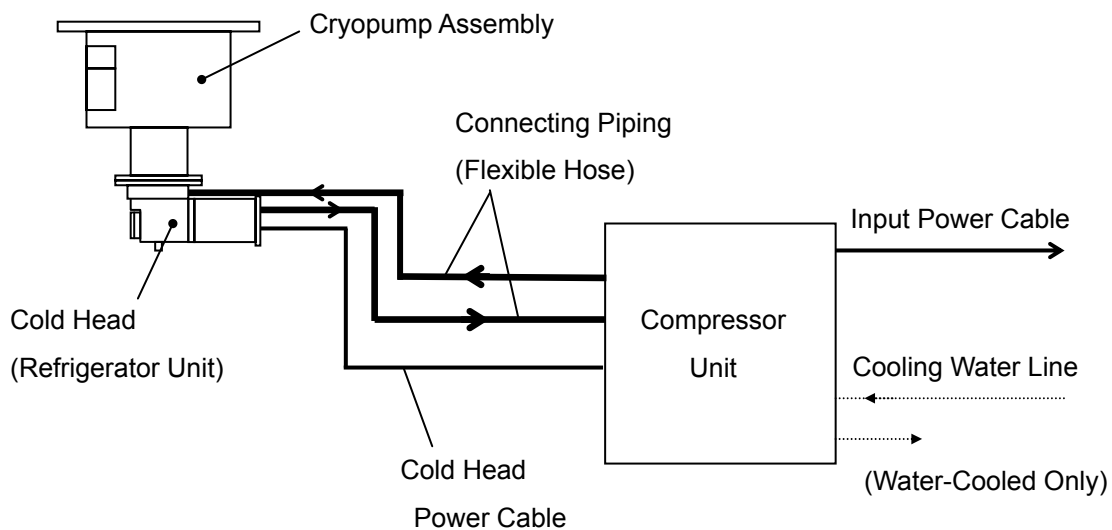 Cryopump Assembly
Connecting Piping
(Flexible Hose)
Input Power Cable
Cold Head
(Refrigerator Unit)
Compressor
Unit
Cooling Water Line
Cold Head
Power Cable
(Water-Cooled Only)